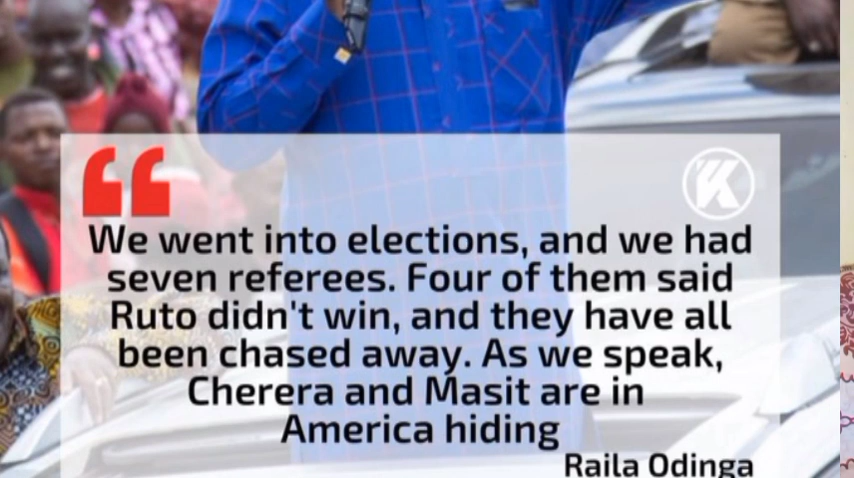 K
We went into elections, and we had
seven referees. Four of them said
Ruto didn't win, and they have all
been chased away. As we speak,
Cherera and Masit are in
America hiding
Raila Odinga